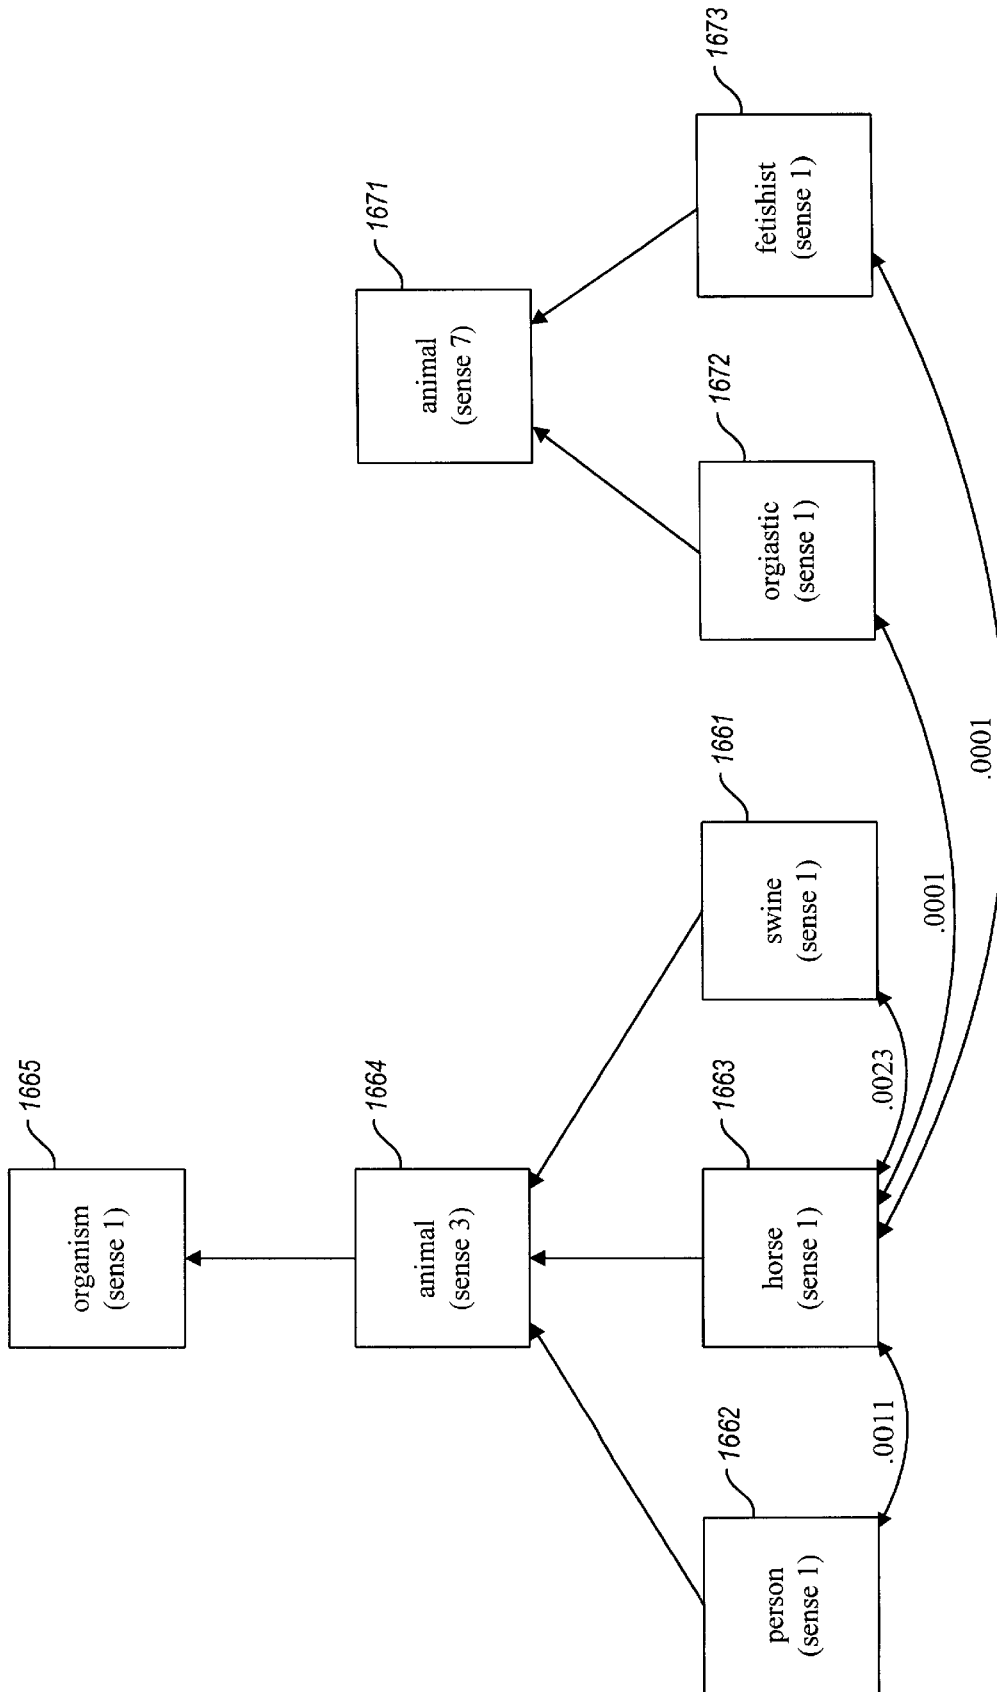 1665
organism
(sense 1)
1664
animal
(sense 3)
1671
animal
(sense 7)
1662
person
(sense 1)
1663
horse
(sense 1)
1661
swine
(sense 1)
1672
orgiastic
(sense 1)
1673
fetishist
(sense 1)
.0011
.0023
.0001
.0001